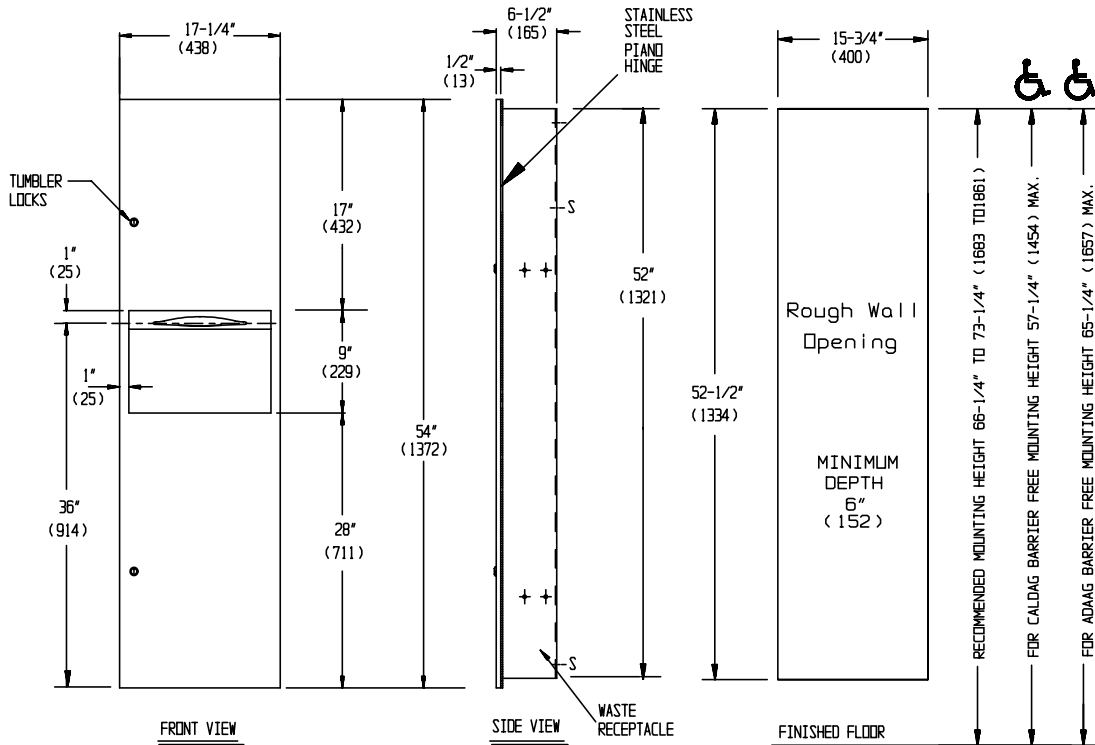 17-1/4"
(438)
TUMBLER
LOCKS
1"
(25)
17"
(432)
1"
(25)
9"
(229)
54"
(1372)
36"
(914)
28"
(711)
FRONT VIEW
6-1/2"
(165)
1/2"
(13)
STAINLESS
STEEL
PIANO
HINGE
S
52"
(1321)
S
WASTE
RECEPTACLE
SIDE VIEW
15-3/4"
(400)
52-1/2"
(1334)
Rough Wall
Opening
MINIMUM
DEPTH
6"
(152)
FINISHED FLOOR
RECOMMENDED MOUNTING HEIGHT 66-1/4" TO 73-1/4" (1683 TO1861)
FOR CALDAG BARRIER FREE MOUNTING HEIGHT 57-1/4" (1454) MAX.
FOR ADAAG BARRIER FREE MOUNTING HEIGHT 65-1/4" (1657) MAX.